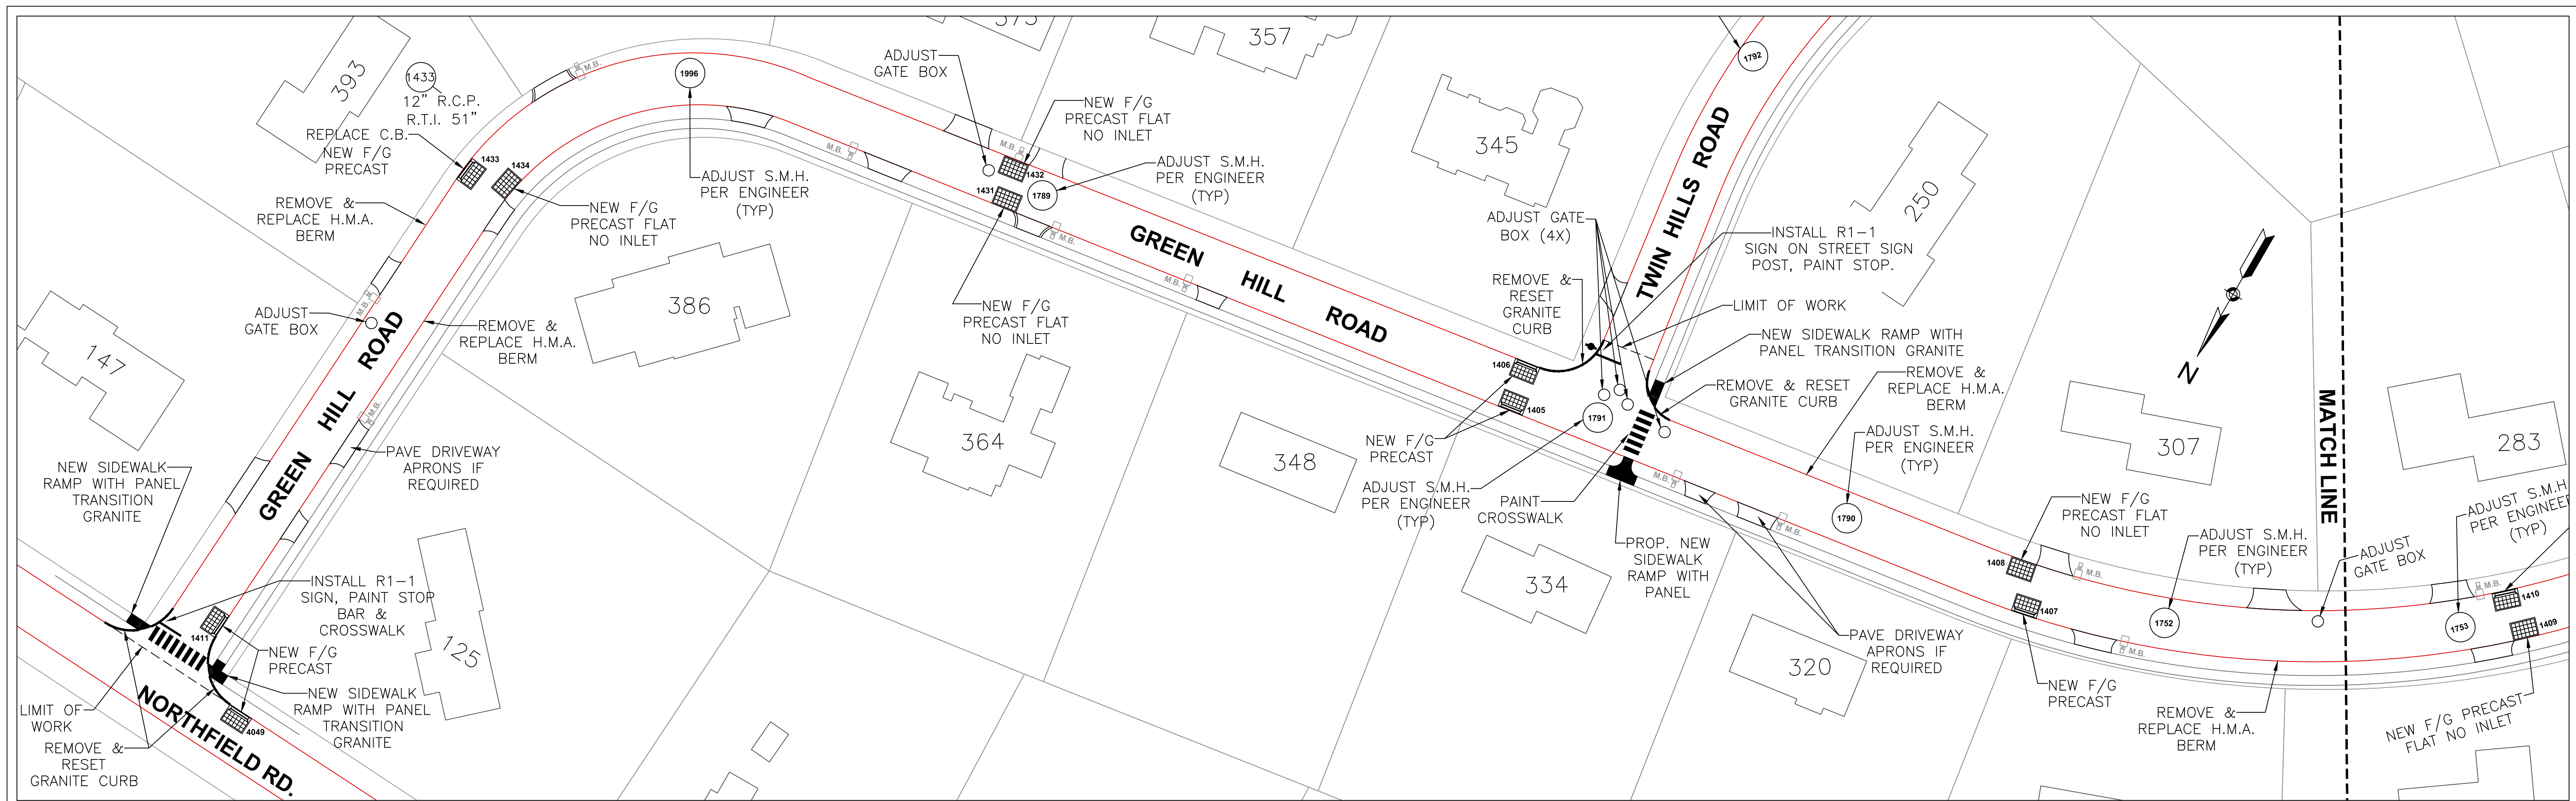 393
1433
12" R.C.P.
R.T.I. 51"
REPLACE C.B.
NEW F/G
PRECAST
1433
1434
M.B.
1996
ADJUST
GATE BOX
357
NEW F/G
PRECAST FLAT
NO INLET
M.B.
M.B.
1432
1431
1789
ADJUST S.M.H.
PER ENGINEER
(TYP)
ADJUST S.M.H.
PER ENGINEER
(TYP)
REMOVE &
REPLACE H.M.A.
BERM
NEW F/G
PRECAST FLAT
NO INLET
M.B.
M.B.
386
NEW F/G
PRECAST FLAT
NO INLET
GREEN HILL ROAD
M.B.
ADJUST
GATE BOX
147
GREEN HILL ROAD
REMOVE &
REPLACE H.M.A.
BERM
M.B.
PAVE DRIVEWAY
APRONS IF
REQUIRED
364
348
NEW SIDEWALK
RAMP WITH PANEL
TRANSITION
GRANITE
INSTALL R1-1
SIGN, PAINT STOP
BAR &
CROSSWALK
1411
NEW F/G
PRECAST
125
NEW SIDEWALK
RAMP WITH PANEL
TRANSITION
GRANITE
LIMIT OF
WORK
NORTHFIELD RD.
4049
REMOVE &
RESET
GRANITE CURB
1792
345
TWIN HILLS ROAD
250
ADJUST GATE
BOX (4X)
INSTALL R1-1
SIGN ON STREET SIGN
POST, PAINT STOP.
REMOVE &
RESET
GRANITE
CURB
LIMIT OF WORK
NEW SIDEWALK RAMP WITH
PANEL TRANSITION GRANITE
1406
1405
1791
REMOVE & RESET
GRANITE CURB
REMOVE &
REPLACE H.M.A.
BERM
NEW F/G
PRECAST
ADJUST S.M.H.
PER ENGINEER
(TYP)
ADJUST S.M.H.
PER ENGINEER
(TYP)
PAINT
CROSSWALK
M.B.
M.B.
1790
PROP. NEW
SIDEWALK
RAMP WITH
PANEL
334
PAVE DRIVEWAY
APRONS IF
REQUIRED
320
N
307
MATCH LINE
283
NEW F/G
PRECAST FLAT
NO INLET
1408
M.B.
1407
M.B.
ADJUST S.M.H.
PER ENGINEER
(TYP)
1752
ADJUST
GATE BOX
ADJUST S.M.H
PER ENGINEER
(TYP)
M.B.
1410
1753
1409
NEW F/G
PRECAST
REMOVE &
REPLACE H.M.A.
BERM
NEW F/G PRECAST
FLAT NO INLET